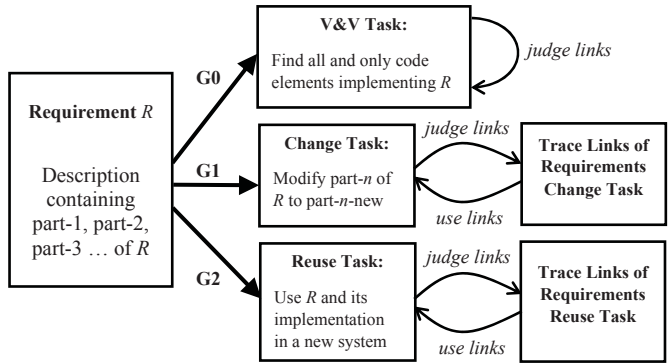 Requirement R
Description
containing
part-1, part-2,
part-3 … of R
G0
G1
G2
V&V Task:
Find all and only code
elements implementing R
judge links
Change Task:
Modify part-n of
R to part-n-new
judge links
use links
Trace Links of
Requirements
Change Task
Reuse Task:
Use R and its
implementation
in a new system
judge links
use links
Trace Links of
Requirements
Reuse Task